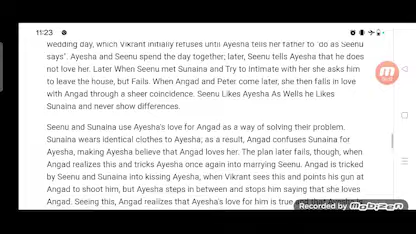 11:23
wedding day, which Vikrant initially refuses until Ayesha tells her father to "do as Seenu
says". Ayesha and Seenu spend the day together; later, Seenu tells Ayesha that he does
not love her. Later When Seenu met Sunaina and Try to Intimate with her she asks him
to leave the house, but Fails. When Angad and Peter come later, she then falls in love
with Angad through a sheer coincidence. Seenu Likes Ayesha As Wells he Likes
Sunaina and never show differences.
Seenu and Sunaina use Ayesha's love for Angad as a way of solving their problem.
Sunaina wears identical clothes to Ayesha; as a result, Angad confuses Sunaina for
Ayesha, making Ayesha believe that Angad loves her. The plan later fails, though, when
Angad realizes this and tricks Ayesha once again into marrying Seenu. Angad is tricked
by Seenu and Sunaina into kissing Ayesha, when Vikrant sees this and points his gun at
Angad to shoot him, but Ayesha steps in between and stops him saying that she loves
Angad. Seeing this, Angad realizes that Ayesha's love for him is true and that Ayesha is
Recorded by MOBIZEN